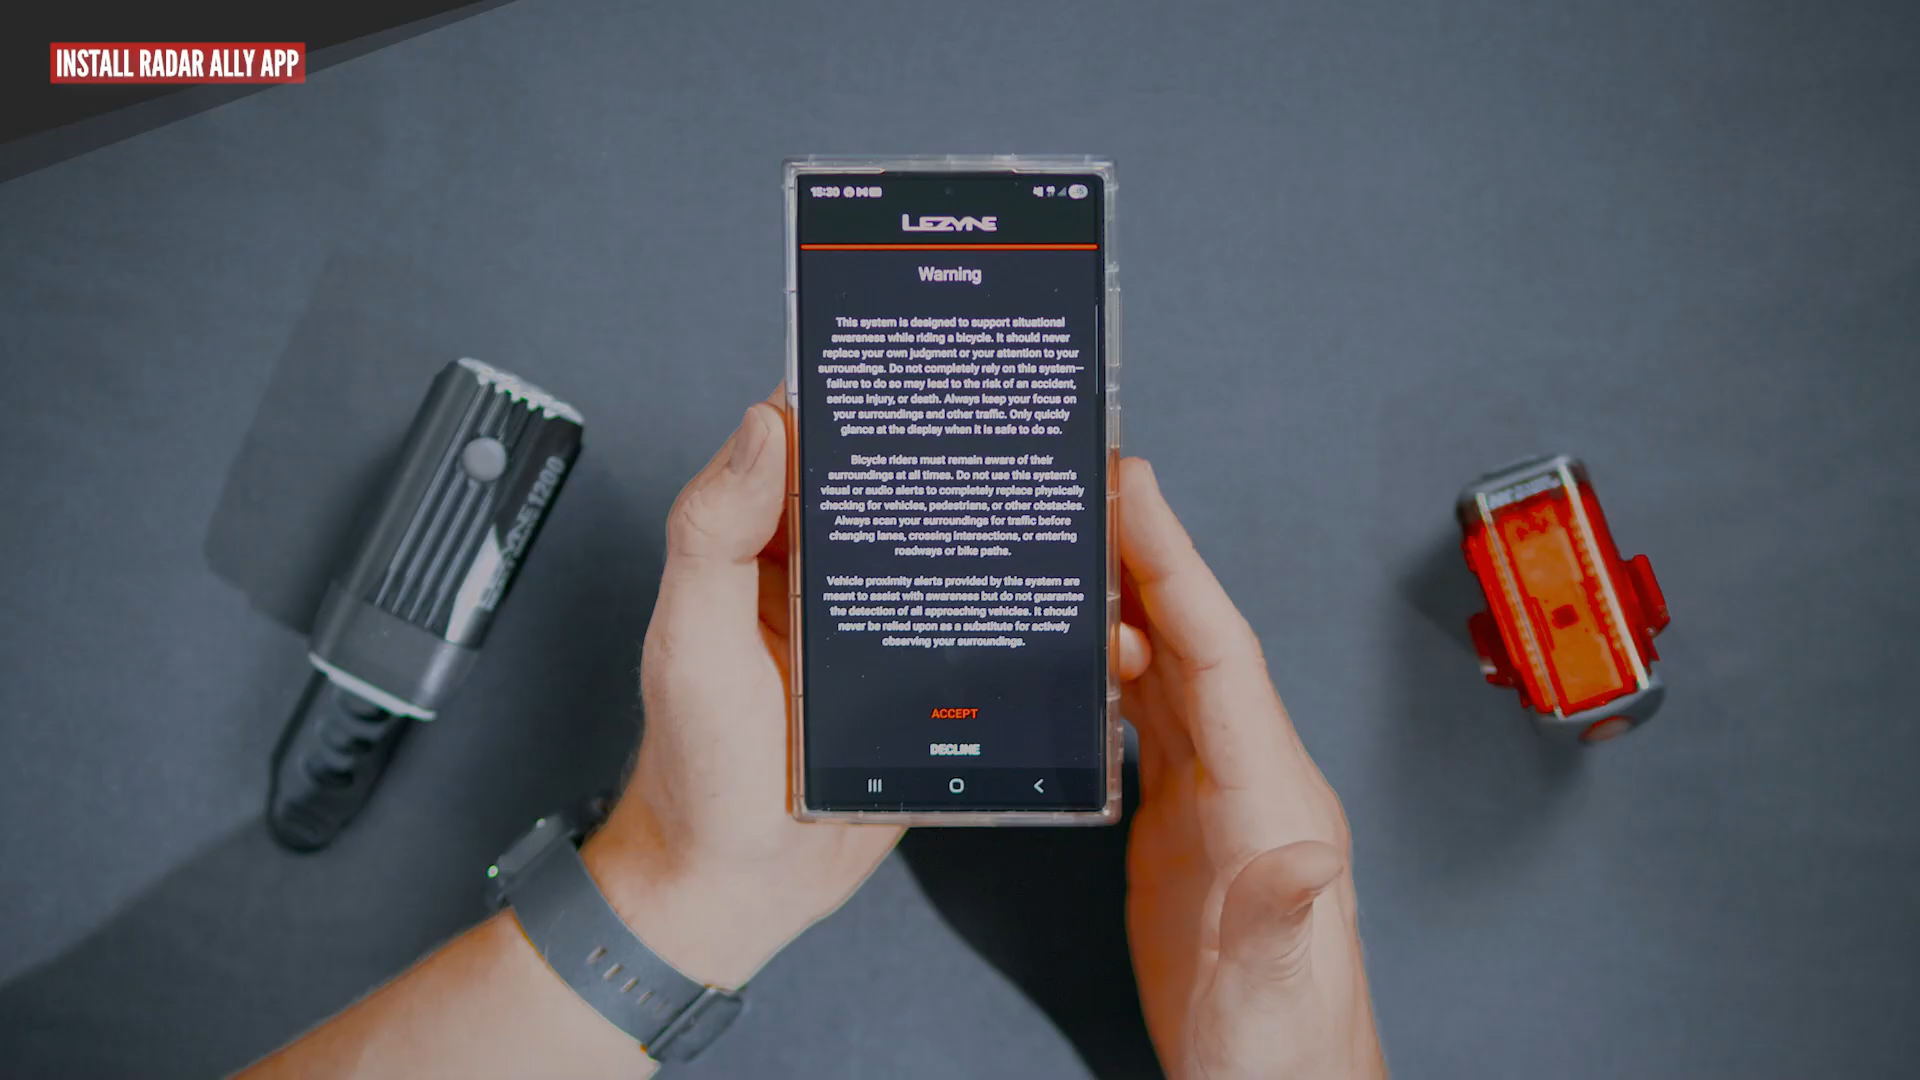 INSTALL RADAR ALLY APP
15:30
LEZYNE
Warning
This system is designed to support situational
awareness while riding a bicycle. It should never
replace your own judgment or your attention to your
surroundings. Do not completely rely on this system—
failure to do so may lead to the risk of an accident,
serious injury, or death. Always keep your focus on
your surroundings and other traffic. Only quickly
glance at the display when it is safe to do so.
Bicycle riders must remain aware of their
surroundings at all times. Do not use this system's
visual or audio alerts to completely replace physically
checking for vehicles, pedestrians, or other obstacles.
Always scan your surroundings for traffic before
changing lanes, crossing intersections, or entering
roadways or bike paths.
Vehicle proximity alerts provided by this system are
meant to assist with awareness but do not guarantee
the detection of all approaching vehicles. It should
never be relied upon as a substitute for actively
observing your surroundings.
ACCEPT
DECLINE
LEZYNE 1200